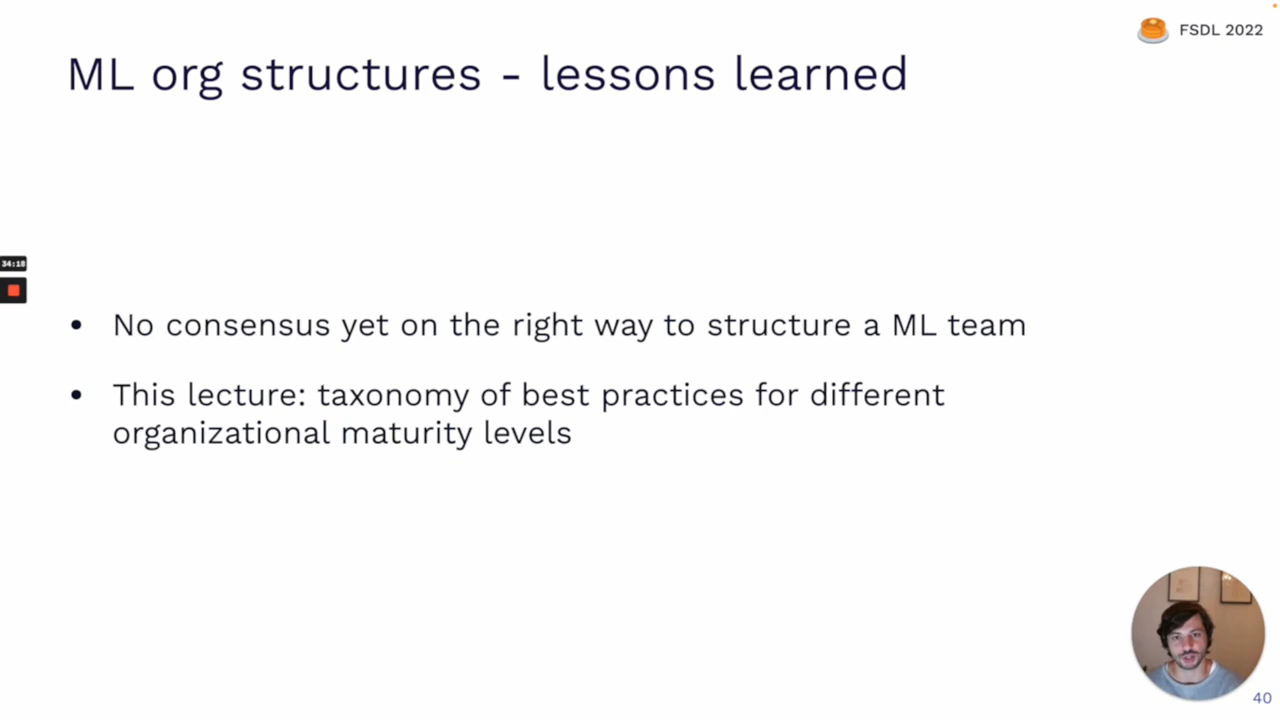 FSDL 2022
ML org structures - lessons learned
34:18
• No consensus yet on the right way to structure a ML team
• This lecture: taxonomy of best practices for different
organizational maturity levels
40